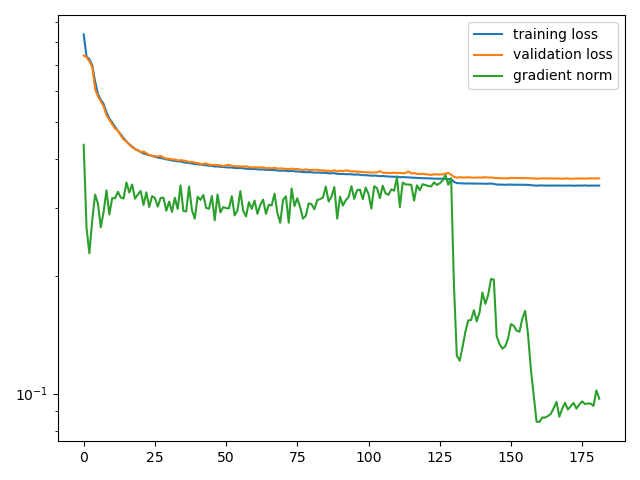 training loss
validation loss
gradient norm
10⁻¹
0 25 50 75 100 125 150 175